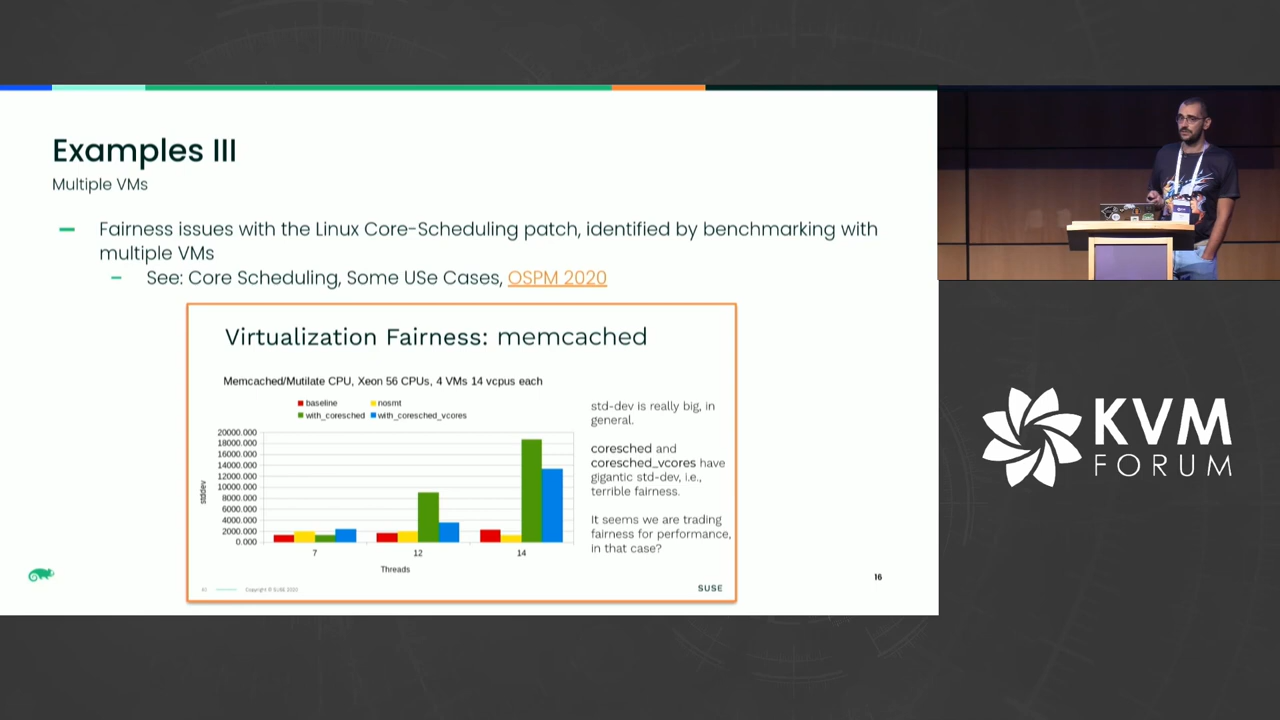 Examples III
Multiple VMs
Fairness issues with the Linux Core-Scheduling patch, identified by benchmarking with
multiple VMs
See: Core Scheduling, Some USe Cases, OSPM 2020
Virtualization Fairness: memcached
Memcached/Mutilate CPU, Xeon 56 CPUs, 4 VMs 14 vcpus each
baseline nosmt
with_coresched with_coresched_vcores
20000.000
18000.000
16000.000
14000.000
12000.000
10000.000
8000.000
6000.000
4000.000
2000.000
0.000
stddev
7 12 14
Threads
std-dev is really big, in
general.
coresched and
coresched_vcores have
gigantic std-dev, i.e.,
terrible fairness.
It seems we are trading
fairness for performance,
in that case?
Copyright © SUSE 2020
SUSE
16
KVM
FORUM